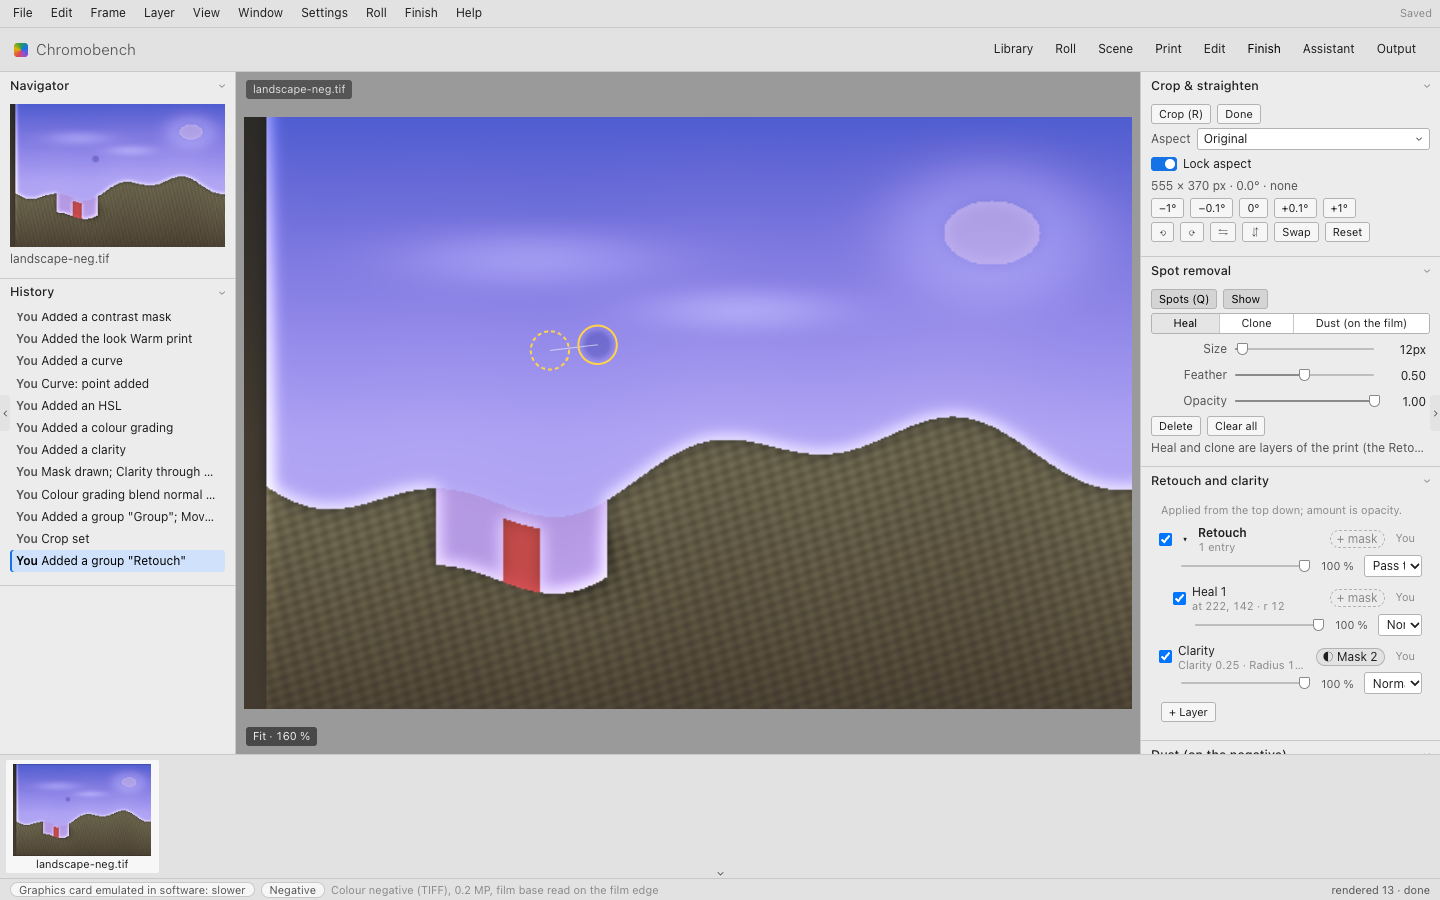 File Edit Frame Layer View Window Settings Roll Finish Help
Saved
Chromobench
Library Roll Scene Print Edit Finish Assistant Output
Navigator
landscape-neg.tif
History
You Added a contrast mask
You Added the look Warm print
You Added a curve
You Curve: point added
You Added an HSL
You Added a colour grading
You Added a clarity
You Mask drawn; Clarity through ...
You Colour grading blend normal ...
You Added a group "Group"; Mov...
You Crop set
You Added a group "Retouch"
landscape-neg.tif
Fit · 160 %
Crop & straighten
Crop (R) Done
Aspect Original
Lock aspect
555 × 370 px · 0.0° · none
−1° −0.1° 0° +0.1° +1°
Swap Reset
Spot removal
Spots (Q) Show
Heal Clone Dust (on the film)
Size 12px
Feather 0.50
Opacity 1.00
Delete Clear all
Heal and clone are layers of the print (the Reto...
Retouch and clarity
Applied from the top down; amount is opacity.
Retouch + mask You
1 entry
100 % Pass t
Heal 1 + mask You
at 222, 142 · r 12
100 % Nor
Clarity Mask 2 You
Clarity 0.25 · Radius 1...
100 % Norm
+ Layer
Dust (on the negative)
landscape-neg.tif
Graphics card emulated in software: slower Negative Colour negative (TIFF), 0.2 MP, film base read on the film edge
rendered 13 · done